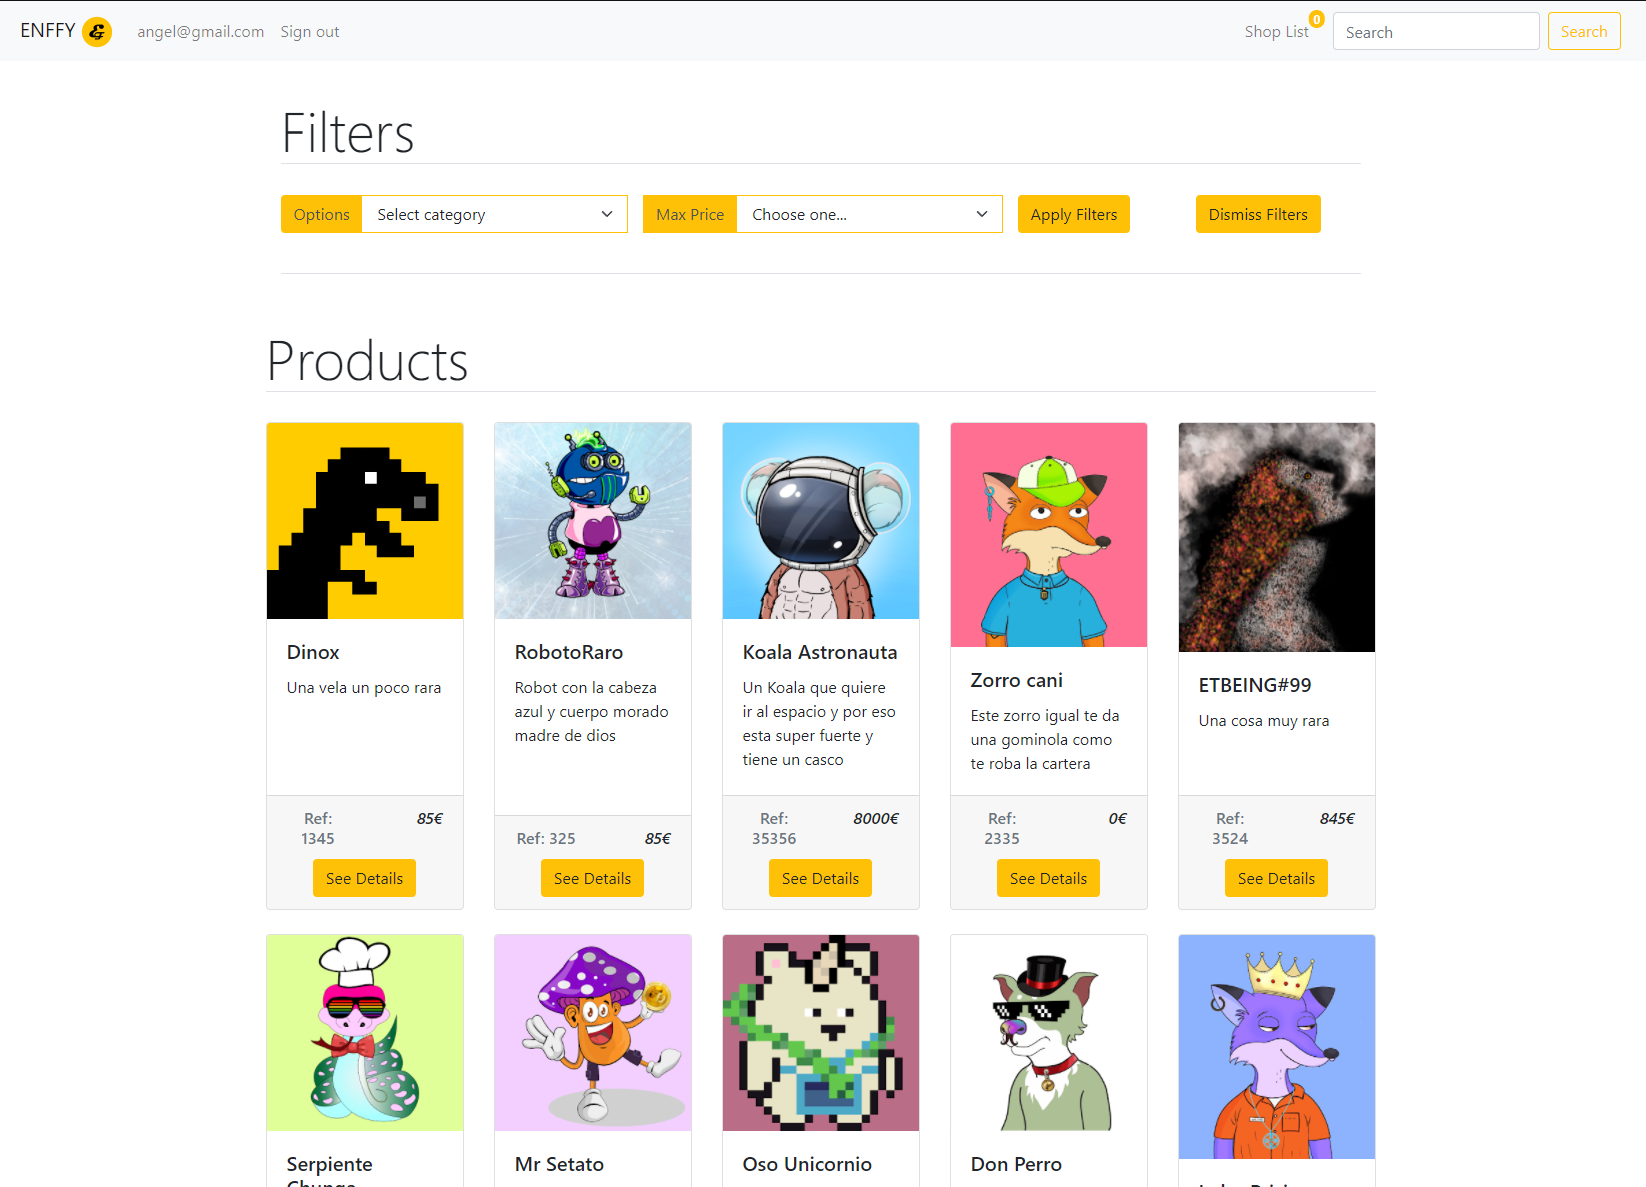 ENFFY &
angel@gmail.com
Sign out
Shop List
0
Search
Search
Filters
Options
Select category
Max Price
Choose one...
Apply Filters
Dismiss Filters
Products
Dinox
Una vela un poco rara
Ref:
1345
85€
See Details
RobotoRaro
Robot con la cabeza
azul y cuerpo morado
madre de dios
Ref: 325
85€
See Details
Koala Astronauta
Un Koala que quiere
ir al espacio y por eso
esta super fuerte y
tiene un casco
Ref:
35356
8000€
See Details
Zorro cani
Este zorro igual te da
una gominola como
te roba la cartera
Ref:
2335
0€
See Details
ETBEING#99
Una cosa muy rara
Ref:
3524
845€
See Details
Serpiente
Mr Setato
Oso Unicornio
Don Perro